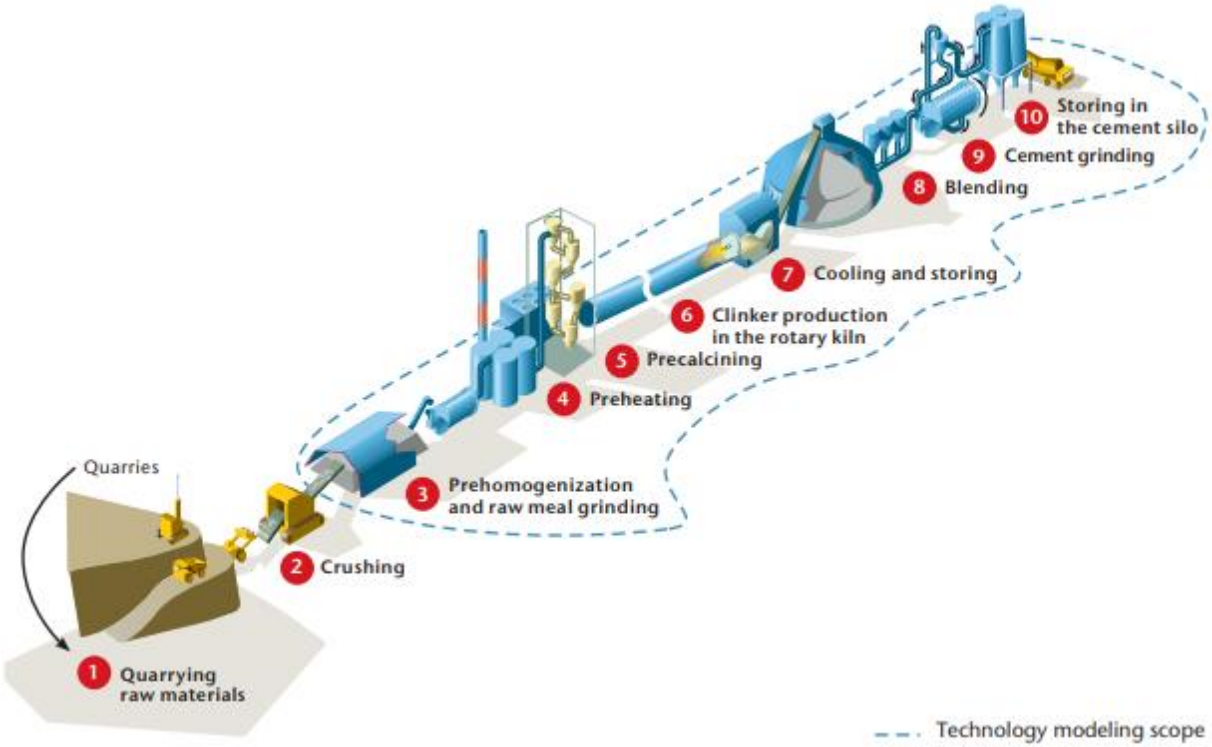 Quarries
1 Quarrying
raw materials
2 Crushing
3 Prehomogenization
and raw meal grinding
4 Preheating
5 Precalcining
6 Clinker production
in the rotary kiln
7 Cooling and storing
8 Blending
9 Cement grinding
10 Storing in
the cement silo
Technology modeling scope